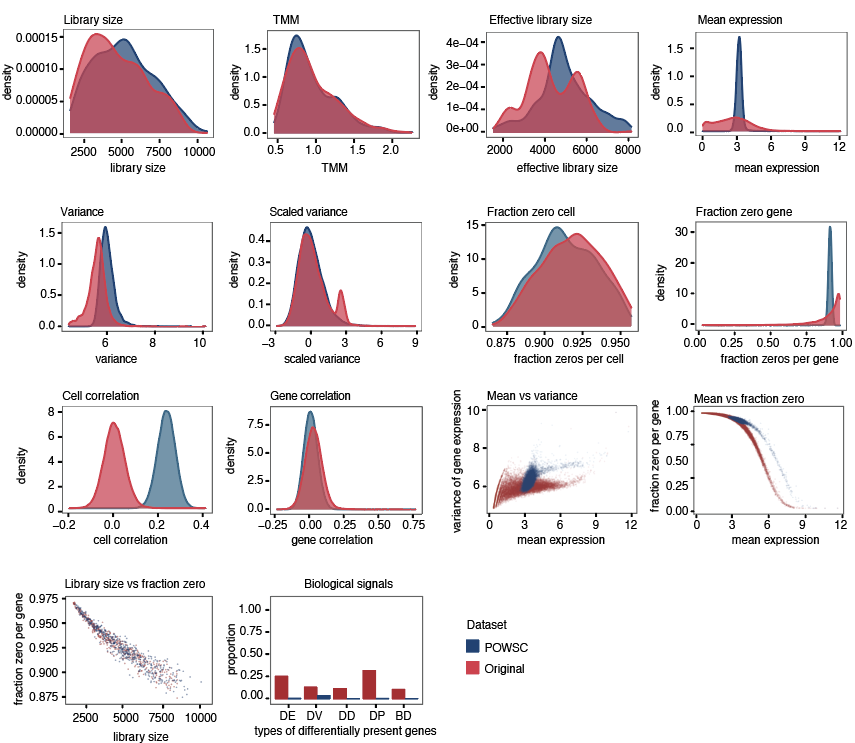 Library size
density
0.00015
0.00010
0.00005
0.00000
2500 5000 7500 10000
library size
TMM
density
1.5
1.0
0.5
0.0
0.5 1.0 1.5 2.0
TMM
Effective library size
density
4e−04
3e−04
2e−04
1e−04
0e+00
2000 4000 6000 8000
effective library size
Mean expression
density
1.5
1.0
0.5
0.0
0 3 6 9 12
mean expression
Variance
density
1.5
1.0
0.5
0.0
6 8 10
variance
Scaled variance
density
0.4
0.3
0.2
0.1
0.0
−3 0 3 6 9
scaled variance
Fraction zero cell
density
15
10
5
0
0.875 0.900 0.925 0.950
fraction zeros per cell
Fraction zero gene
density
30
20
10
0
0.00 0.25 0.50 0.75 1.00
fraction zeros per gene
Cell correlation
density
8
6
4
2
0
−0.2 0.0 0.2 0.4
cell correlation
Gene correlation
density
7.5
5.0
2.5
0.0
−0.25 0.00 0.25 0.50 0.75
gene correlation
Mean vs variance
variance of gene expression
10
8
6
0 3 6 9 12
mean expression
Mean vs fraction zero
fraction zero per gene
1.00
0.75
0.50
0.25
0.00
0 3 6 9 12
mean expression
Library size vs fraction zero
fraction zero per gene
0.975
0.950
0.925
0.900
0.875
2500 5000 7500 10000
library size
Biological signals
proportion
1.00
0.75
0.50
0.25
0.00
DE DV DD DP BD
types of differentially present genes
Dataset
POWSC
Original